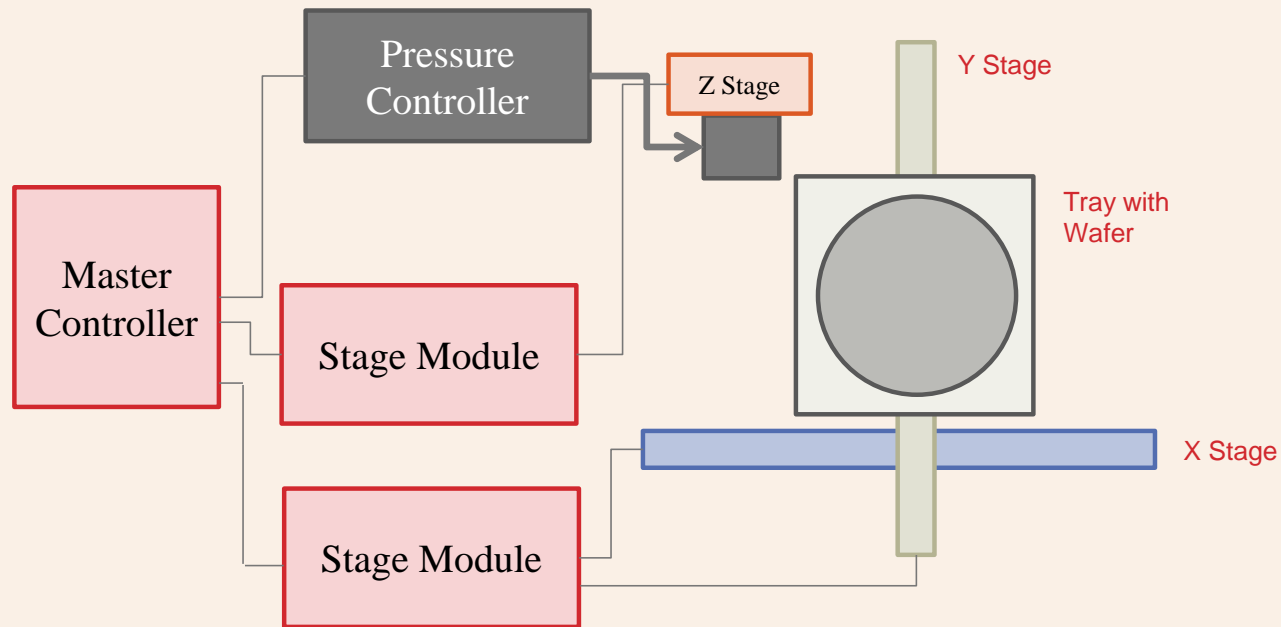 Pressure
Controller
Z Stage
Y Stage
Tray with
Wafer
Master
Controller
Stage Module
X Stage
Stage Module